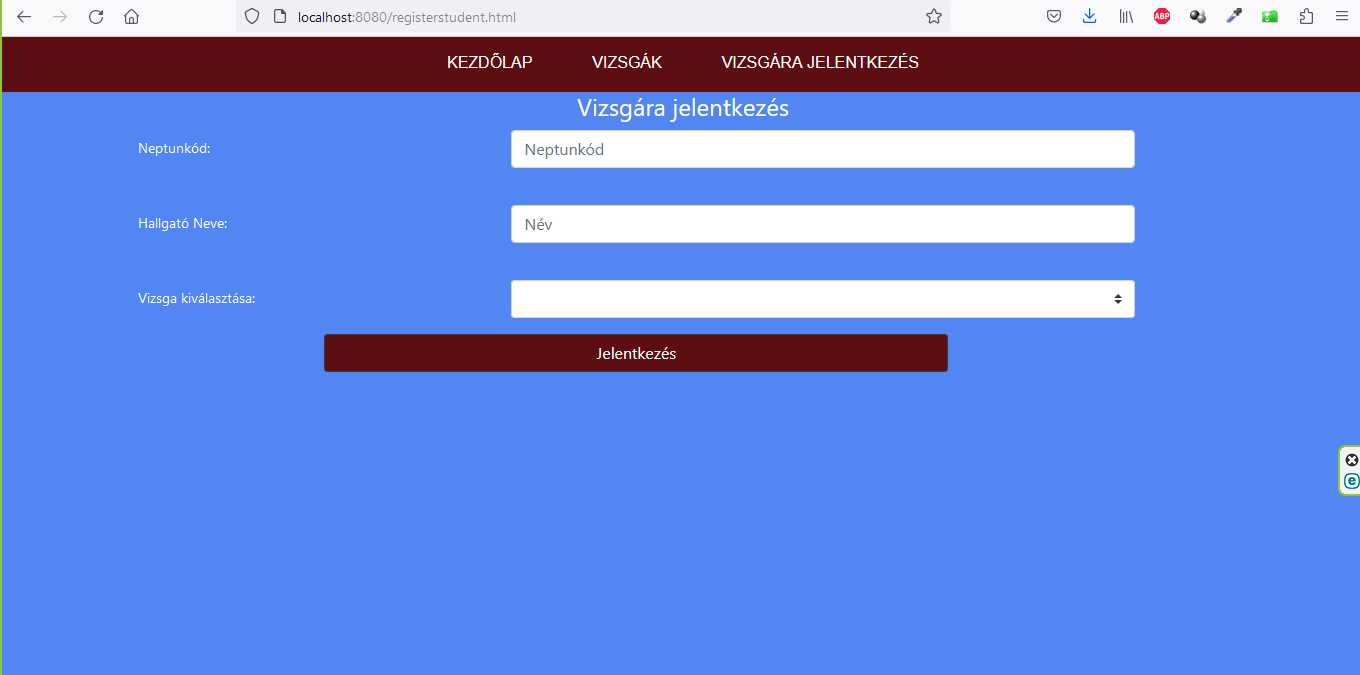 localhost:8080/registerstudent.html
ABP
KEZDŐLAP VIZSGÁK VIZSGÁRA JELENTKEZÉS
Vizsgára jelentkezés
Neptunkód: Neptunkód
Hallgató Neve: Név
Vizsga kiválasztása:
Jelentkezés
e